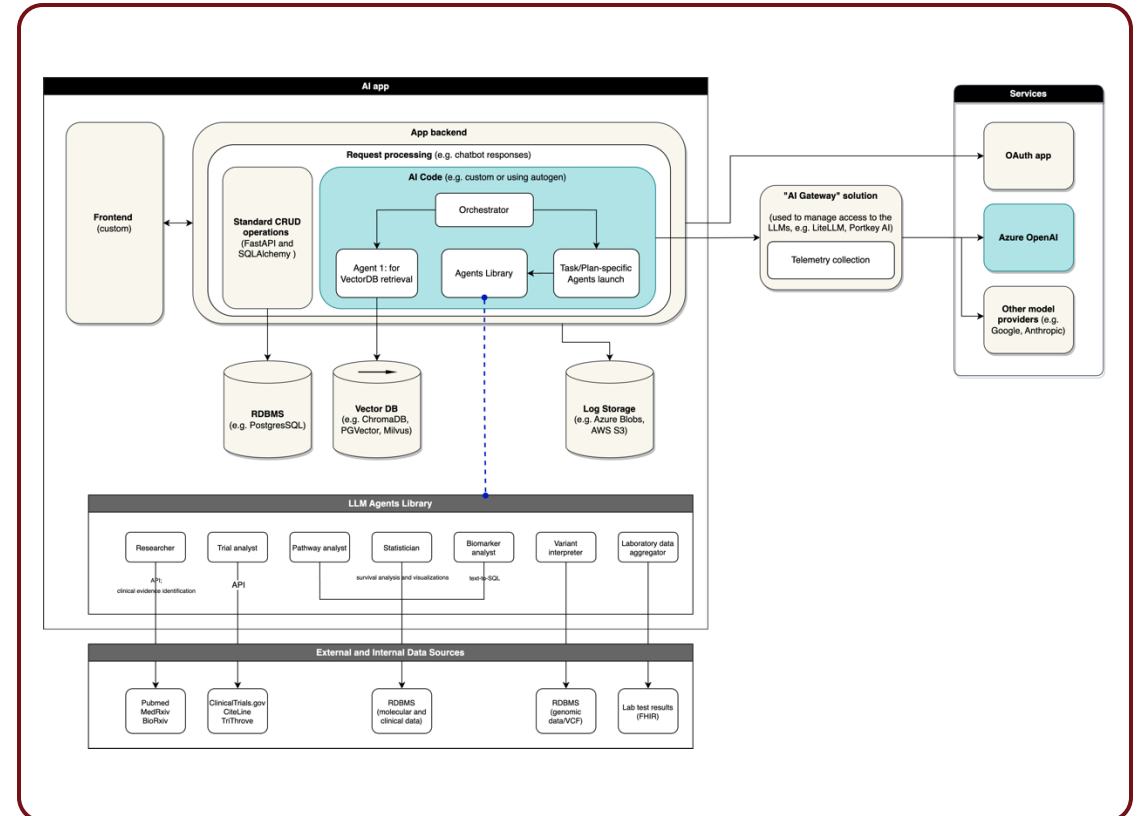 AI app
Services
App backend
Request processing (e.g. chatbot responses)
AI Code (e.g. custom or using autogen)
Orchestrator
Frontend
(custom)
Standard CRUD
operations
(FastAPI and
SQLAlchemy )
Agent 1: for
VectorDB retrieval
Agents Library
Task/Plan-specific
Agents launch
"AI Gateway" solution
(used to manage access to the
LLMs, e.g. LiteLLM, Portkey AI)
Telemetry collection
OAuth app
Azure OpenAI
Other model
providers (e.g.
Google, Anthropic)
RDBMS
(e.g. PostgresSQL)
Vector DB
(e.g. ChromaDB,
PGVector, Milvus)
Log Storage
(e.g. Azure Blobs,
AWS S3)
LLM Agents Library
Researcher
Trial analyst
Pathway analyst
Statistician
Biomarker
analyst
Variant
interpreter
Laboratory data
aggregator
API;
clinical evidence identification
API
survival analysis and visualizations
text-to-SQL
External and Internal Data Sources
Pubmed
MedRxiv
BioRxiv
ClinicalTrials.gov
CiteLine
TriThrove
RDBMS
(molecular and
clinical data)
RDBMS
(genomic
data/VCF)
Lab test results
(FHIR)